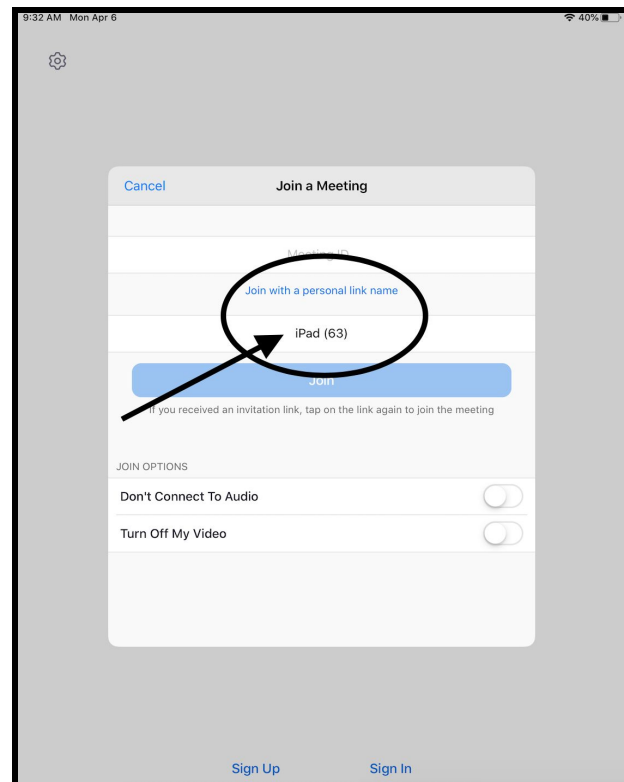 9:32 AM Mon Apr 6 40%
Cancel Join a Meeting
Meeting ID
Join with a personal link name
iPad (63)
Join
If you received an invitation link, tap on the link again to join the meeting
JOIN OPTIONS
Don't Connect To Audio
Turn Off My Video
Sign Up Sign In